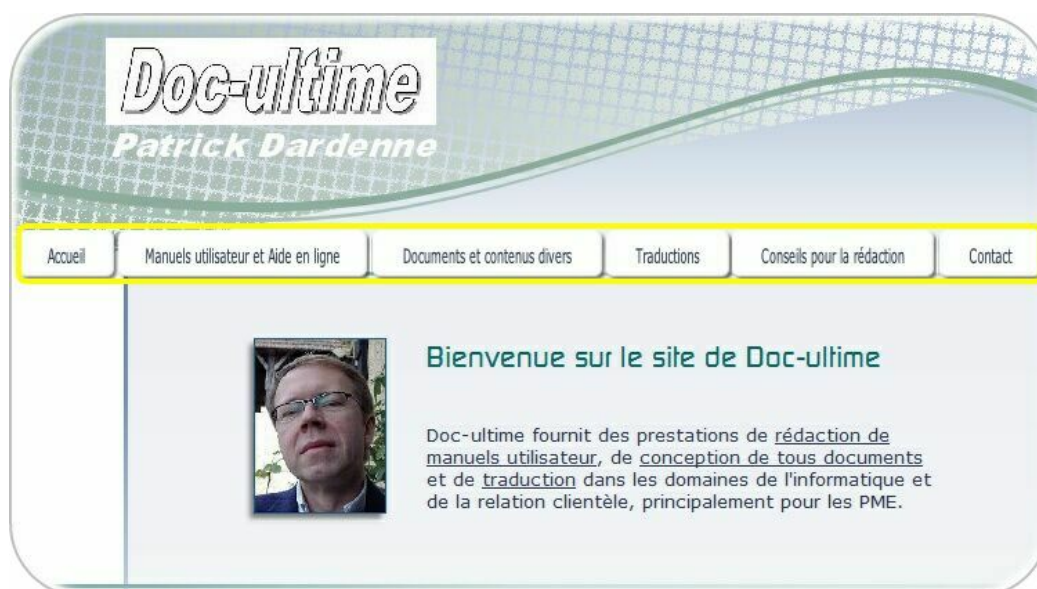 Doc-ultime
Patrick Dardenne
Accueil
Manuels utilisateur et Aide en ligne
Documents et contenus divers
Traductions
Conseils pour la rédaction
Contact
Bienvenue sur le site de Doc-ultime
Doc-ultime fournit des prestations de rédaction de
manuels utilisateur, de conception de tous documents
et de traduction dans les domaines de l'informatique et
de la relation clientèle, principalement pour les PME.